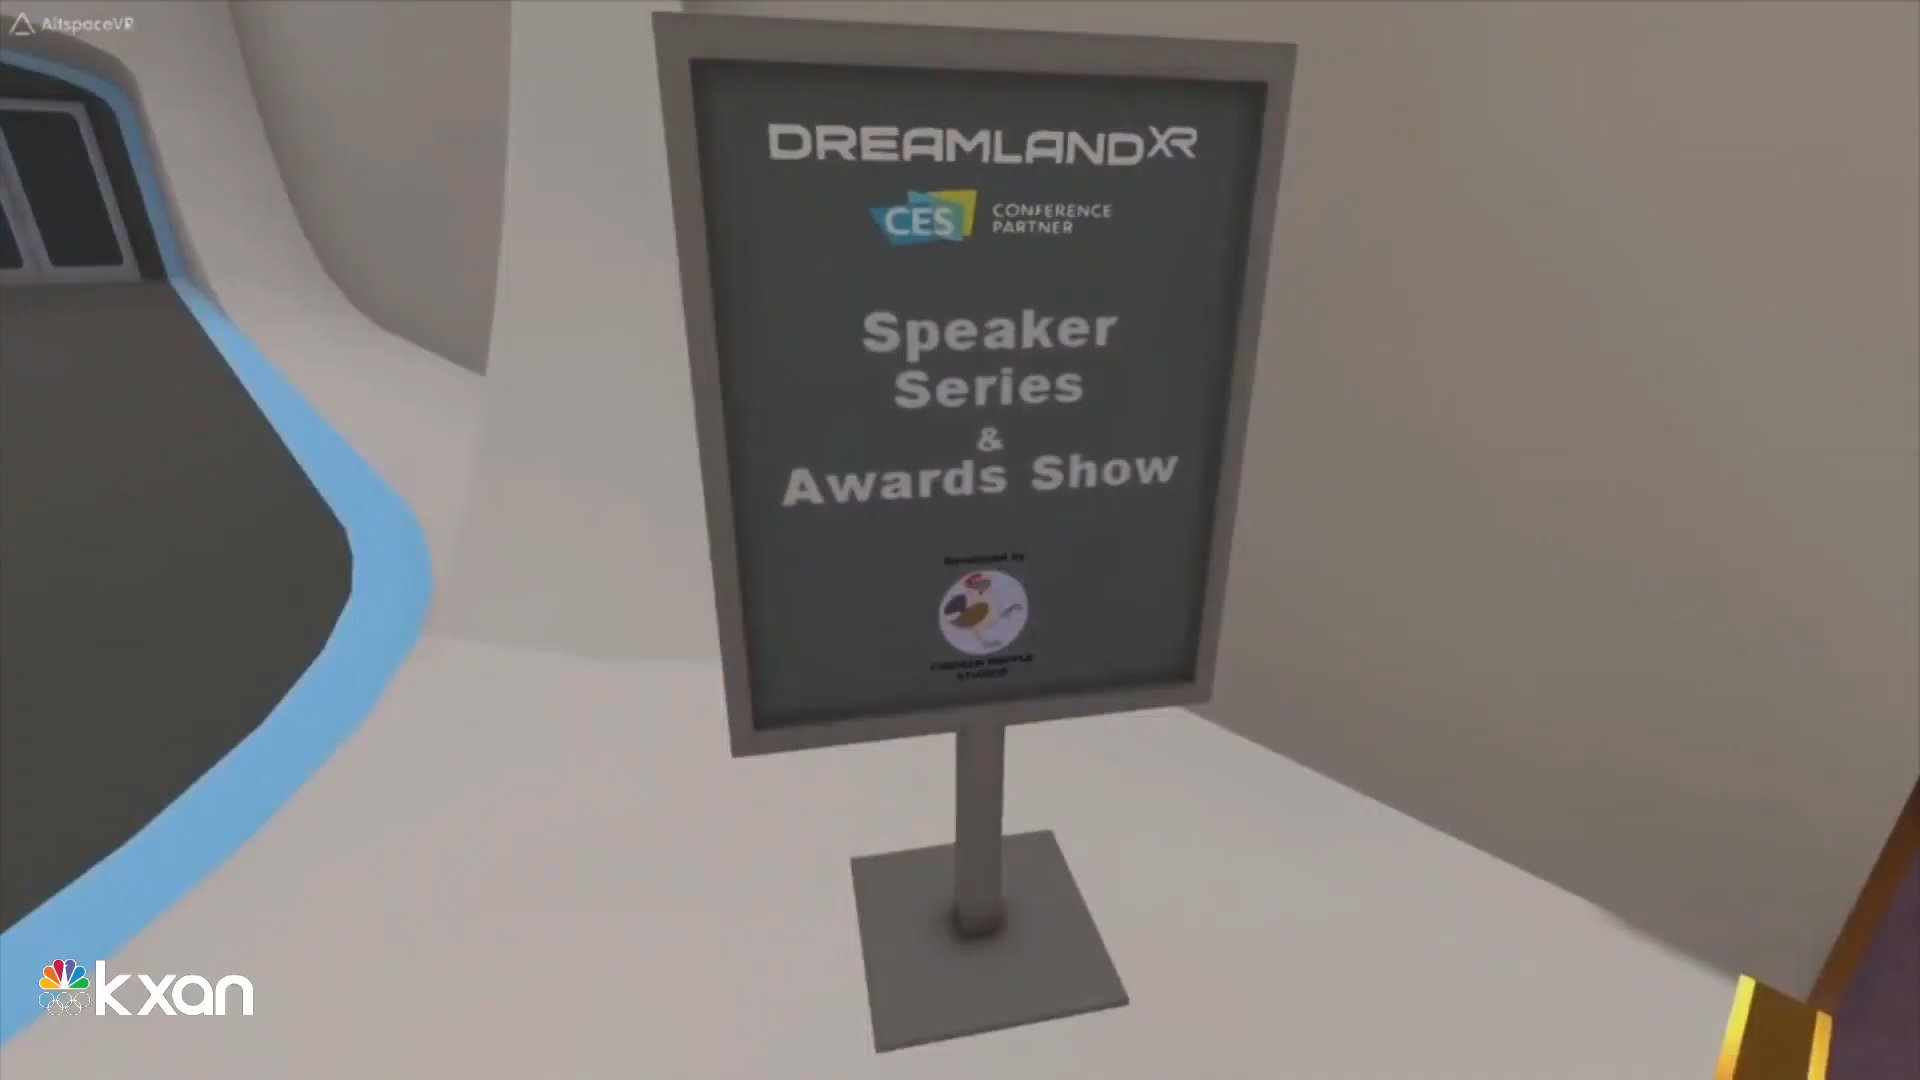 AltspaceVR
DREAMLANDXR
CES CONFERENCE
PARTNER
Speaker
Series
&
Awards Show
kxan